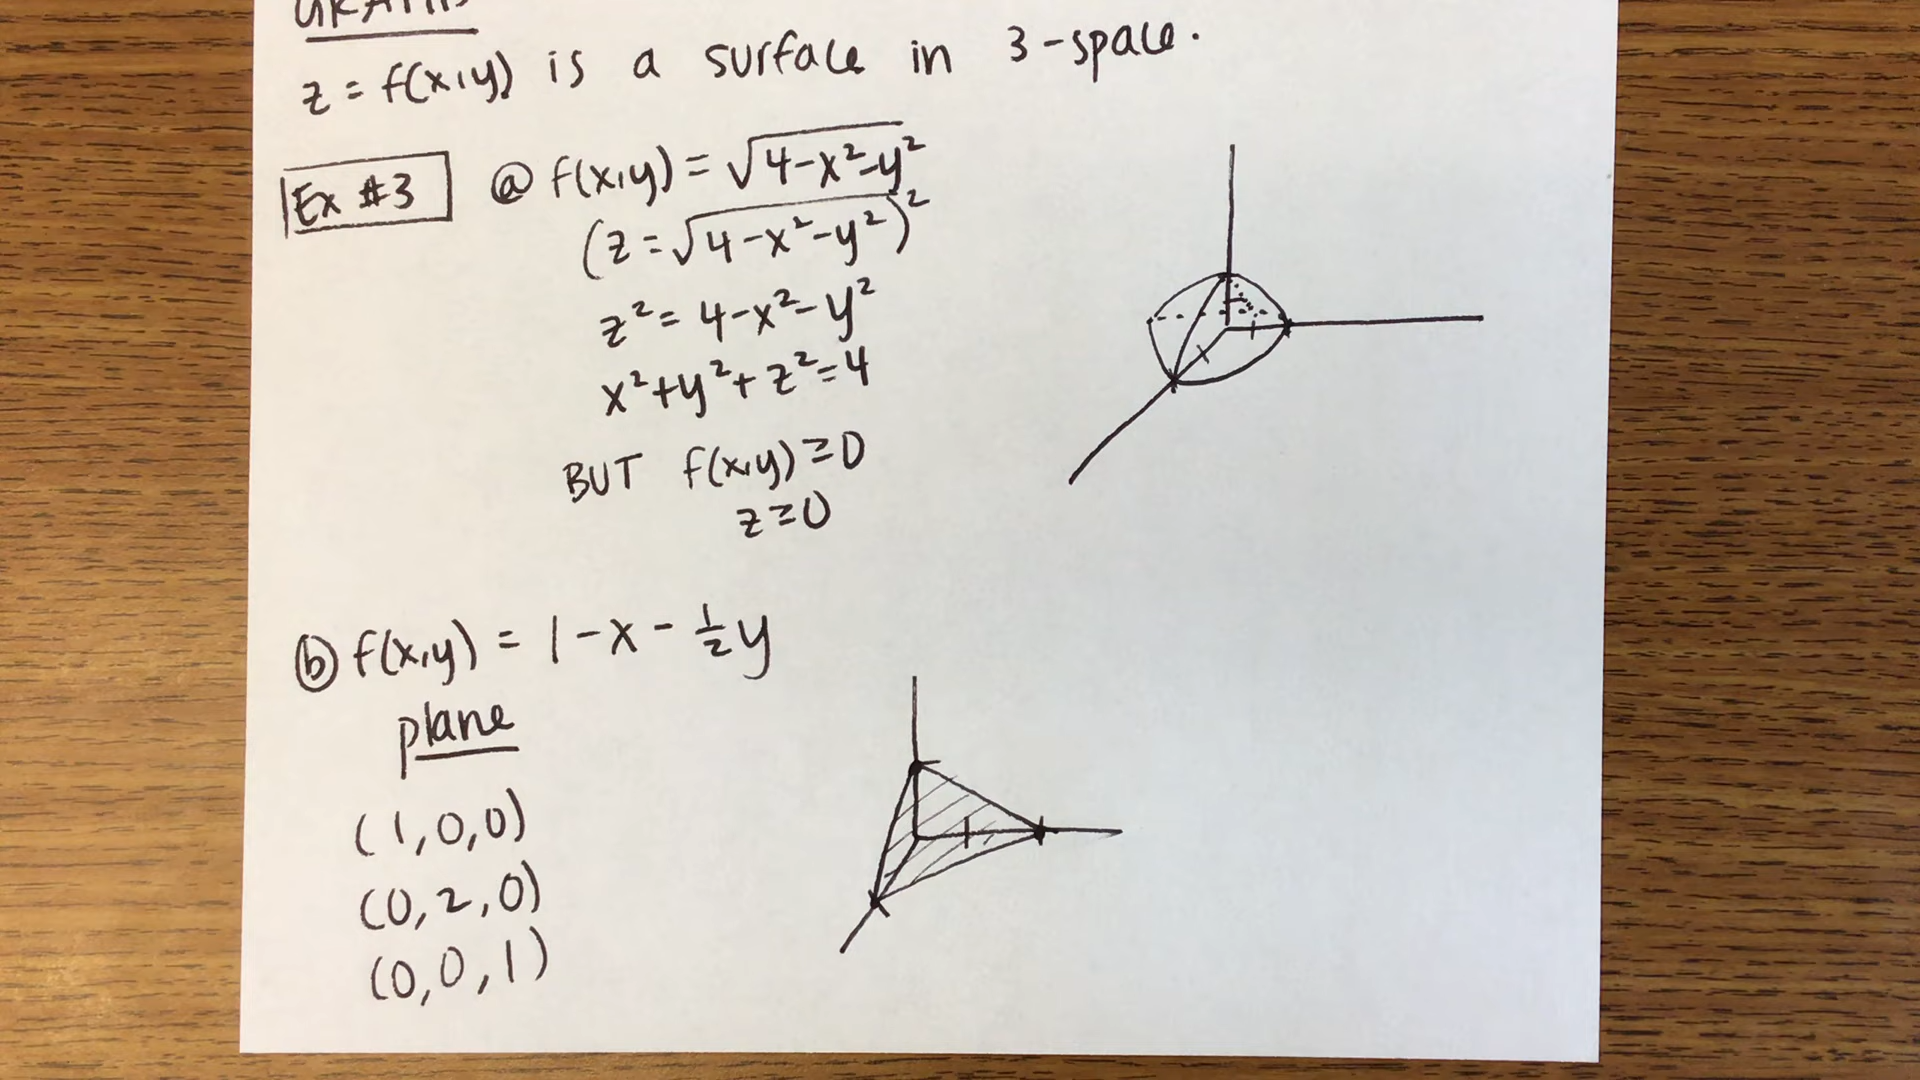 GRAPHS
z = f(x,y) is a surface in 3-space.
Ex #3 ⓐ f(x,y) = √4-x²-y²
(z = √4-x²-y²)²
z² = 4-x²-y²
x²+y²+z²=4
BUT f(x,y) ≥ 0
z ≥ 0
ⓑ f(x,y) = 1-x-½y
plane
(1,0,0)
(0,2,0)
(0,0,1)